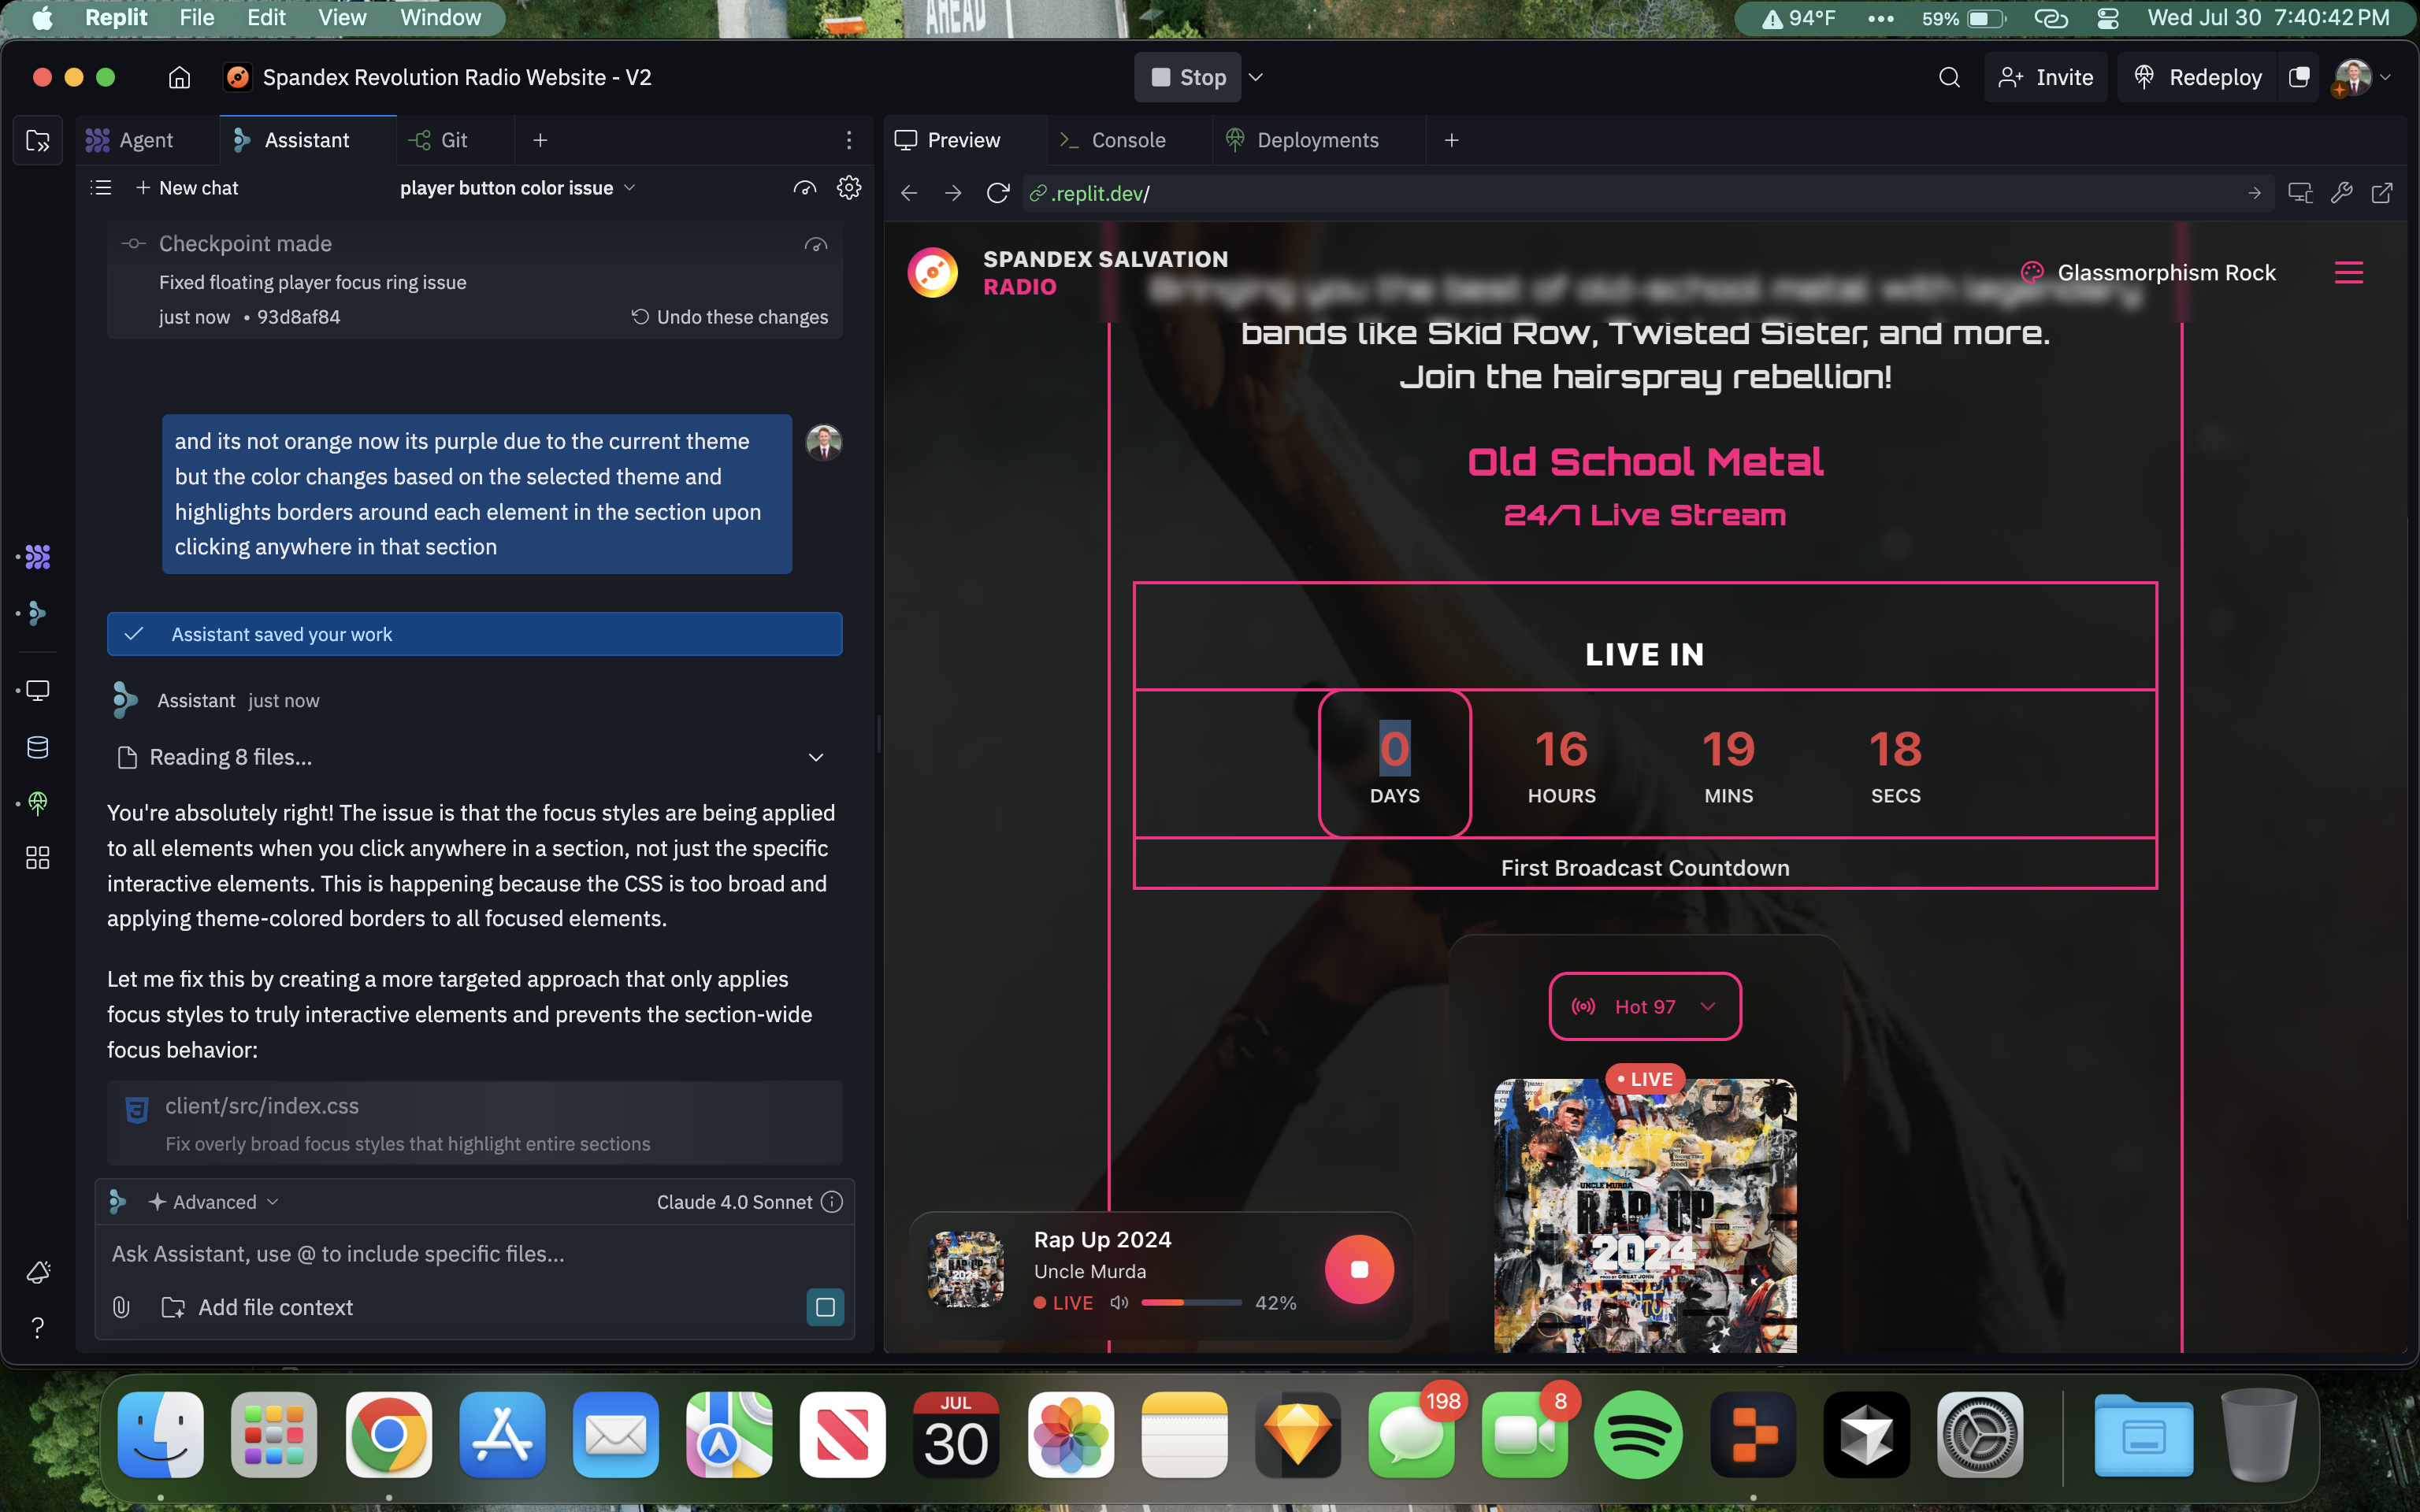 Replit File Edit View Window
94°F ••• 59% Wed Jul 30 7:40:42 PM
AHEAD
Spandex Revolution Radio Website - V2
Stop
Invite
Redeploy
Agent
Assistant
Git
New chat
player button color issue
Checkpoint made
Fixed floating player focus ring issue
just now • 93d8af84
Undo these changes
and its not orange now its purple due to the current theme
but the color changes based on the selected theme and
highlights borders around each element in the section upon
clicking anywhere in that section
Assistant saved your work
Assistant just now
Reading 8 files...
You're absolutely right! The issue is that the focus styles are being applied
to all elements when you click anywhere in a section, not just the specific
interactive elements. This is happening because the CSS is too broad and
applying theme-colored borders to all focused elements.
Let me fix this by creating a more targeted approach that only applies
focus styles to truly interactive elements and prevents the section-wide
focus behavior:
client/src/index.css
Fix overly broad focus styles that highlight entire sections
Advanced
Claude 4.0 Sonnet
Ask Assistant, use @ to include specific files...
Add file context
Preview
Console
Deployments
.replit.dev/
SPANDEX SALVATION
RADIO
Glassmorphism Rock
Bringing you the best of old-school metal with legendary
bands like Skid Row, Twisted Sister, and more.
Join the hairspray rebellion!
Old School Metal
24/7 Live Stream
LIVE IN
0 16 19 18
DAYS HOURS MINS SECS
First Broadcast Countdown
Hot 97
• LIVE
UNCLE MURDA
RAP UP
2024
Rap Up 2024
Uncle Murda
LIVE 42%
JUL
30
198
8